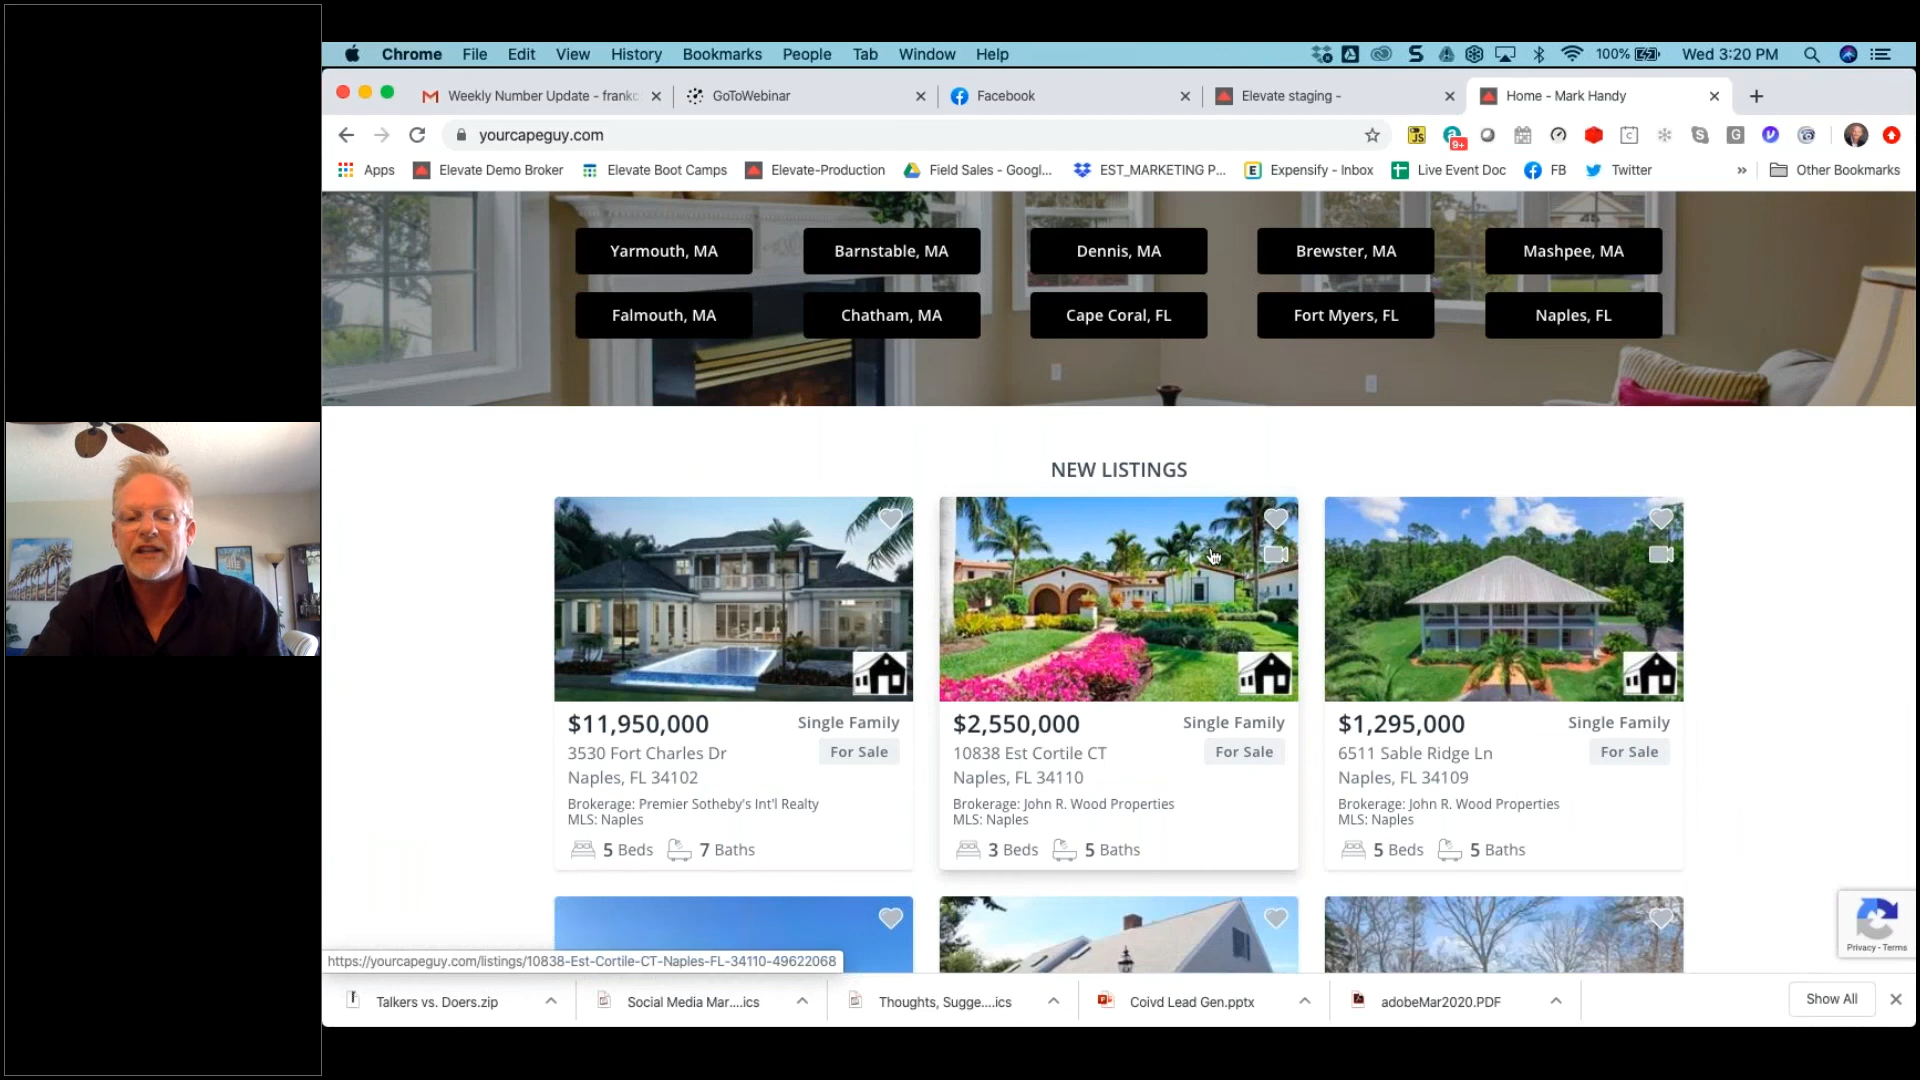 Chrome File Edit View History Bookmarks People Tab Window Help 100% Wed 3:20 PM
Weekly Number Update - frankc GoToWebinar Facebook Elevate staging - Home - Mark Handy
yourcapeguy.com
JS 9+ C G
Apps Elevate Demo Broker Elevate Boot Camps Elevate-Production Field Sales - Googl... EST_MARKETING P... Expensify - Inbox Live Event Doc FB Twitter » Other Bookmarks
Yarmouth, MA Barnstable, MA Dennis, MA Brewster, MA Mashpee, MA
Falmouth, MA Chatham, MA Cape Coral, FL Fort Myers, FL Naples, FL
NEW LISTINGS
$11,950,000 Single Family
3530 Fort Charles Dr For Sale
Naples, FL 34102
Brokerage: Premier Sotheby's Int'l Realty
MLS: Naples
5 Beds 7 Baths
$2,550,000 Single Family
10838 Est Cortile CT For Sale
Naples, FL 34110
Brokerage: John R. Wood Properties
MLS: Naples
3 Beds 5 Baths
$1,295,000 Single Family
6511 Sable Ridge Ln For Sale
Naples, FL 34109
Brokerage: John R. Wood Properties
MLS: Naples
5 Beds 5 Baths
Privacy - Terms
https://yourcapeguy.com/listings/10838-Est-Cortile-CT-Naples-FL-34110-49622068
Talkers vs. Doers.zip Social Media Mar....ics Thoughts, Sugge....ics Coivd Lead Gen.pptx adobeMar2020.PDF Show All